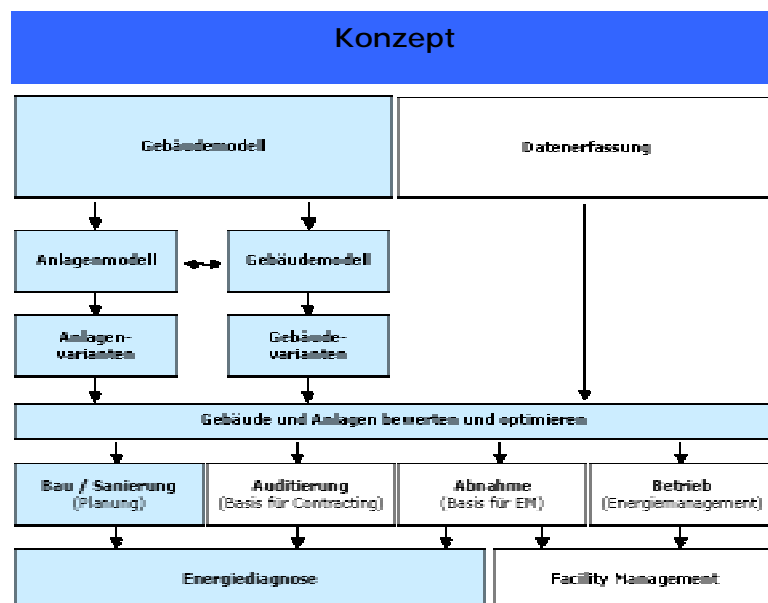 Konzept
Gebäudemodell
Datenerfassung
Anlagenmodell
Gebäudemodell
Anlagen-
varianten
Gebäude-
varianten
Gebäude und Anlagen bewerten und optimieren
Bau / Sanierung
(Planung)
Auditierung
(Basis für Contracting)
Abnahme
(Basis für EM)
Betrieb
(Energiemanagement)
Energiediagnose
Facility Management